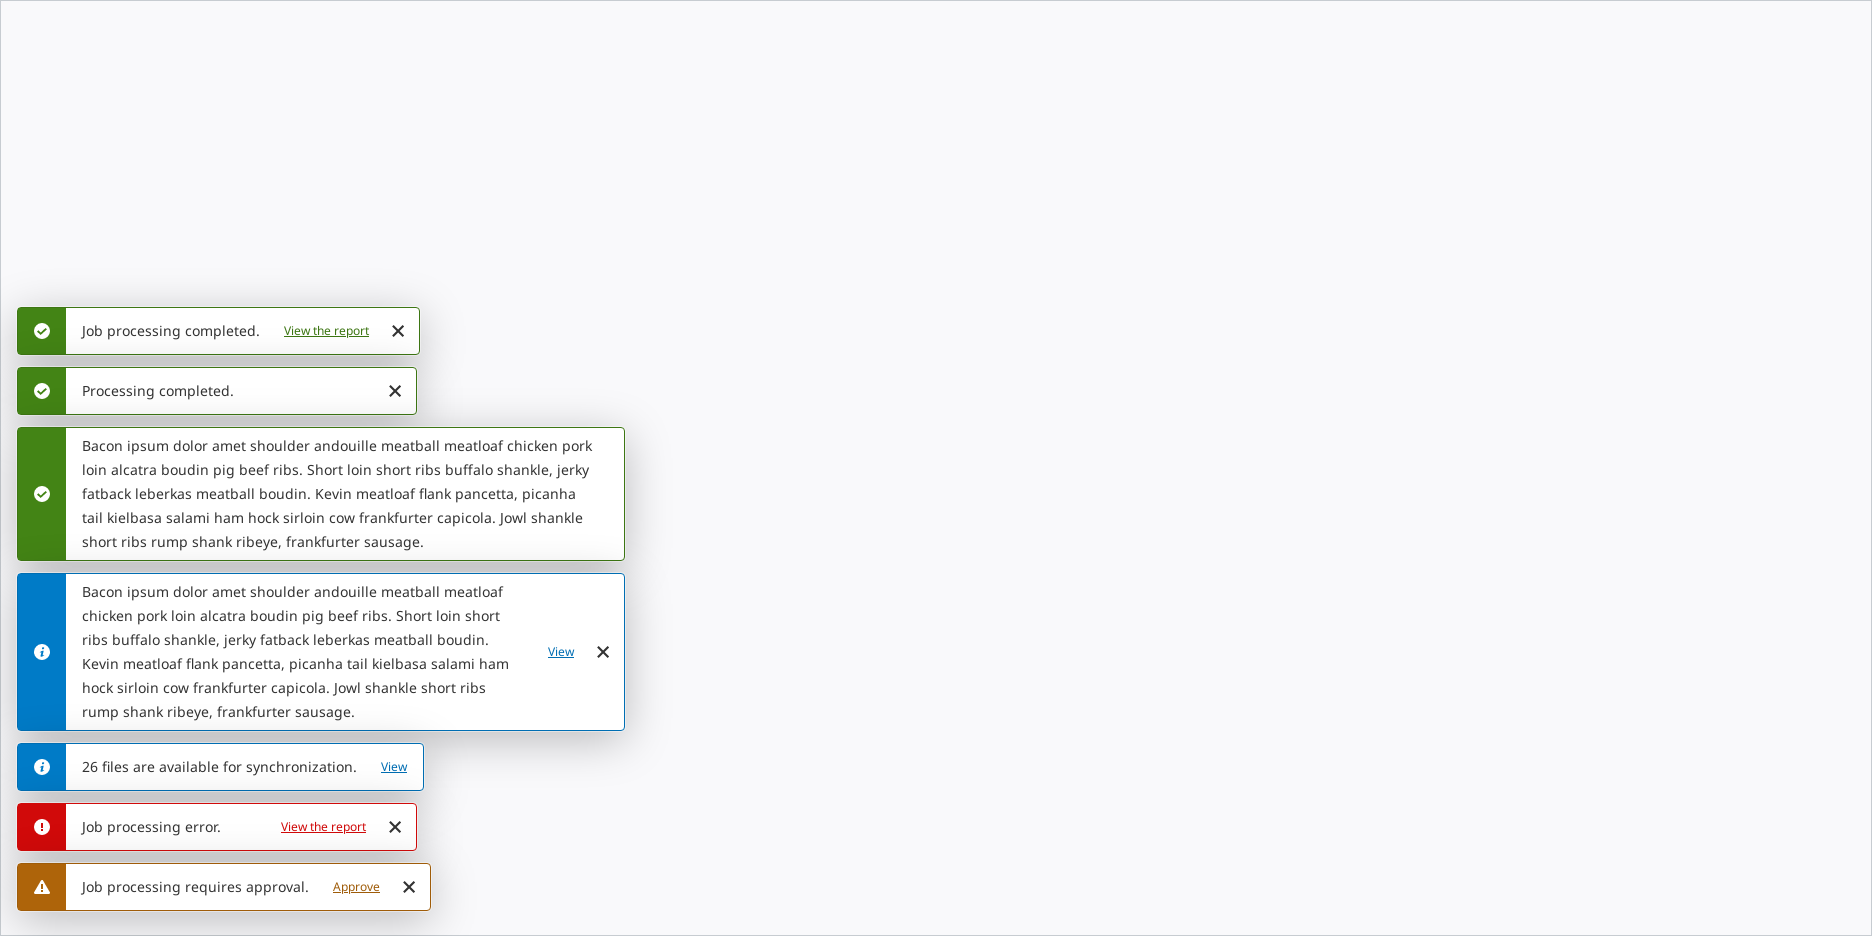 Job processing completed. View the report
Processing completed.
Bacon ipsum dolor amet shoulder andouille meatball meatloaf chicken pork
loin alcatra boudin pig beef ribs. Short loin short ribs buffalo shankle, jerky
fatback leberkas meatball boudin. Kevin meatloaf flank pancetta, picanha
tail kielbasa salami ham hock sirloin cow frankfurter capicola. Jowl shankle
short ribs rump shank ribeye, frankfurter sausage.
Bacon ipsum dolor amet shoulder andouille meatball meatloaf
chicken pork loin alcatra boudin pig beef ribs. Short loin short
ribs buffalo shankle, jerky fatback leberkas meatball boudin.
Kevin meatloaf flank pancetta, picanha tail kielbasa salami ham
hock sirloin cow frankfurter capicola. Jowl shankle short ribs
rump shank ribeye, frankfurter sausage.
View
26 files are available for synchronization. View
Job processing error. View the report
Job processing requires approval. Approve